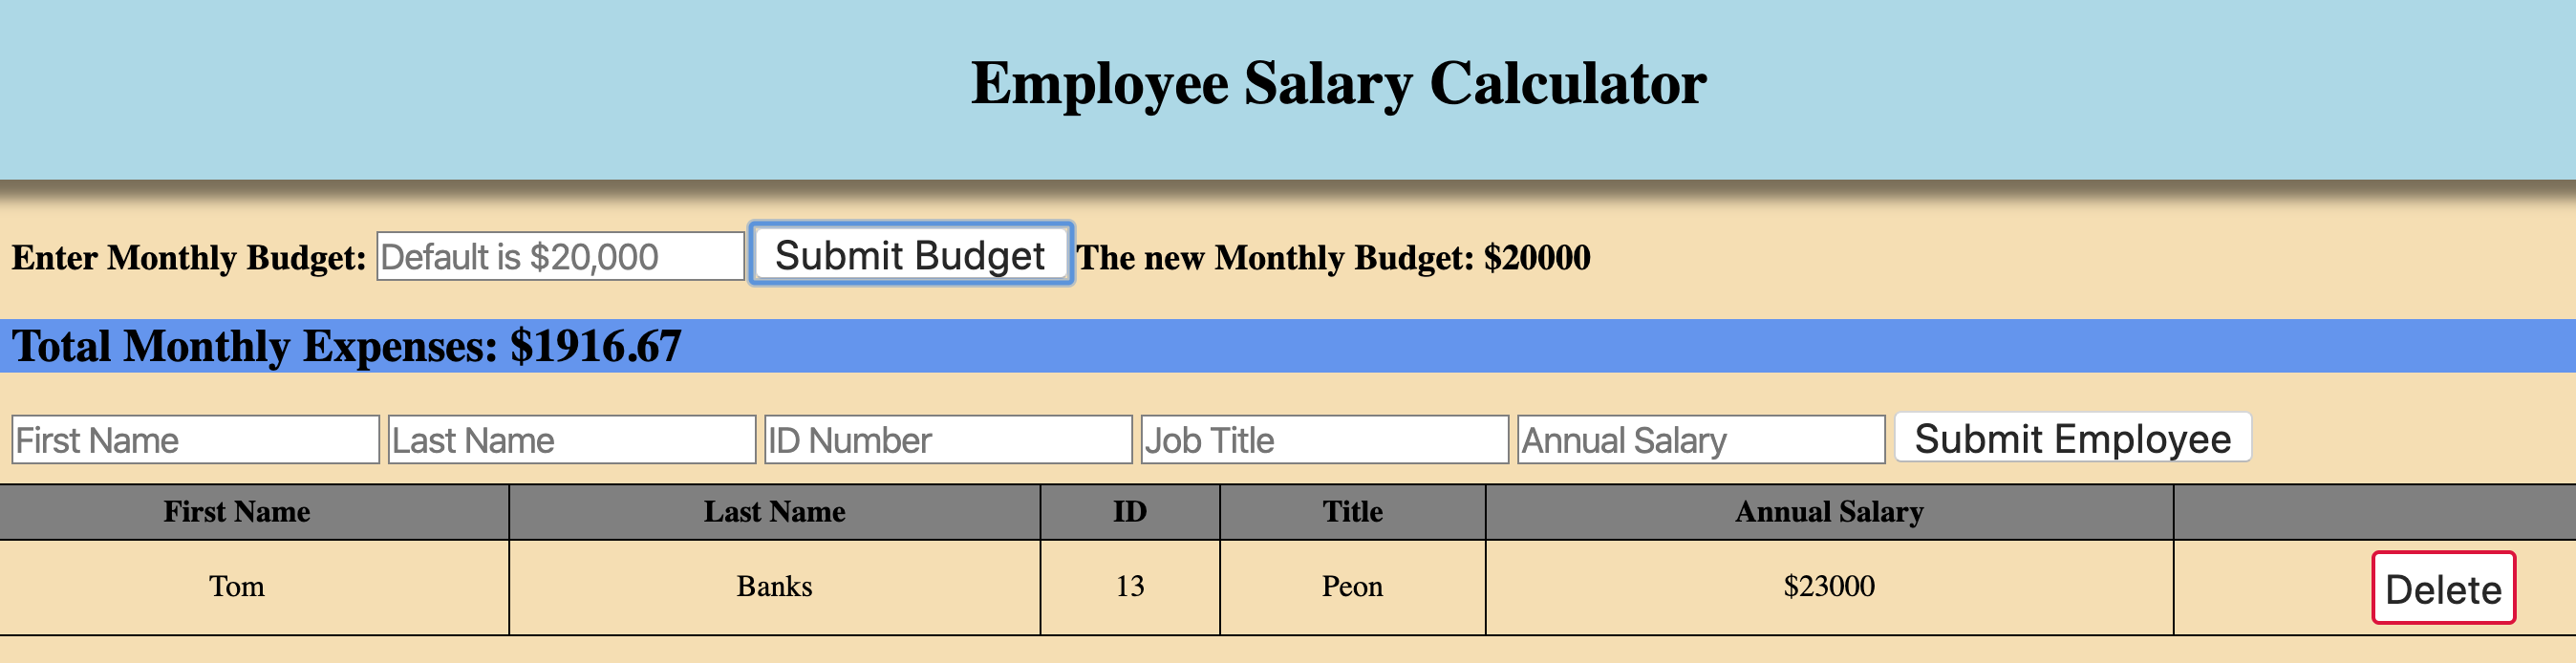 Employee Salary Calculator
Enter Monthly Budget: Default is $20,000 Submit Budget The new Monthly Budget: $20000
Total Monthly Expenses: $1916.67
First Name Last Name ID Number Job Title Annual Salary Submit Employee
First Name Last Name ID Title Annual Salary
Tom Banks 13 Peon $23000 Delete